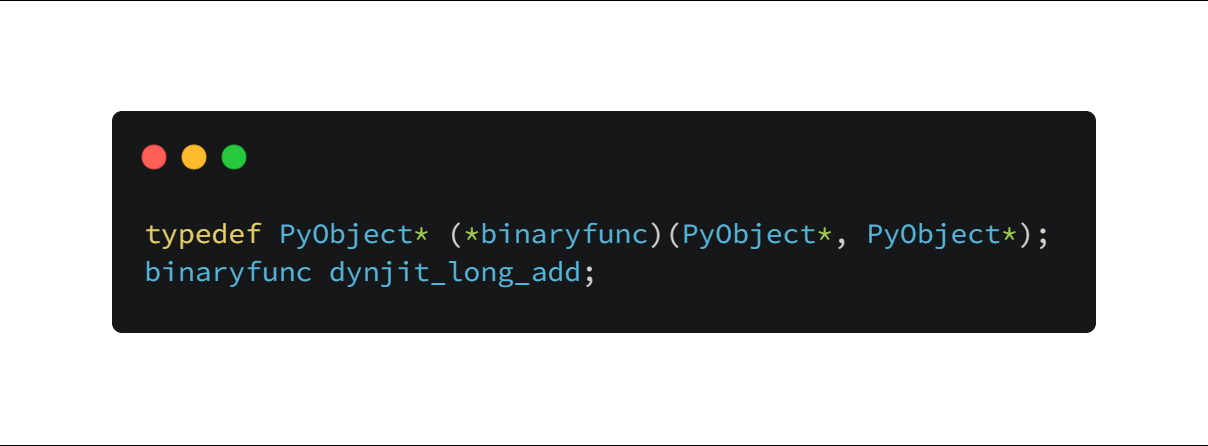 typedef PyObject* (*binaryfunc)(PyObject*, PyObject*);
binaryfunc dynjit_long_add;